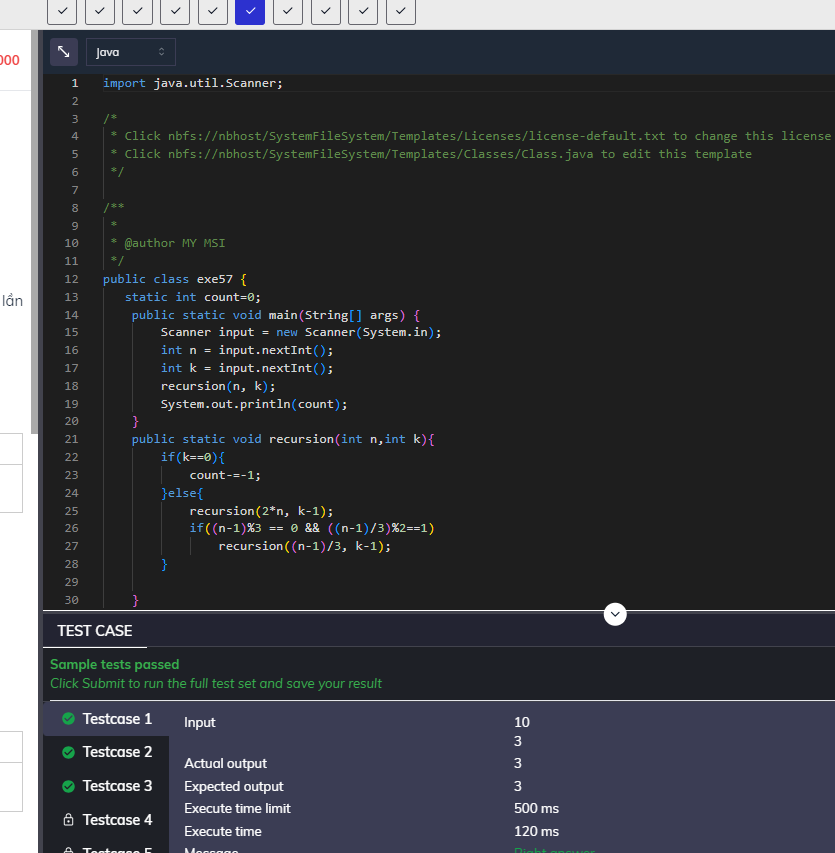 000
lần
Java
1 import java.util.Scanner;
2
3 /*
4  * Click nbfs://nbhost/SystemFileSystem/Templates/Licenses/license-default.txt to change this license
5  * Click nbfs://nbhost/SystemFileSystem/Templates/Classes/Class.java to edit this template
6  */
7
8 /**
9  *
10  * @author MY MSI
11  */
12 public class exe57 {
13    static int count=0;
14     public static void main(String[] args) {
15         Scanner input = new Scanner(System.in);
16         int n = input.nextInt();
17         int k = input.nextInt();
18         recursion(n, k);
19         System.out.println(count);
20     }
21     public static void recursion(int n,int k){
22         if(k==0){
23             count-=-1;
24         }else{
25             recursion(2*n, k-1);
26             if((n-1)%3 == 0 && ((n-1)/3)%2==1)
27                 recursion((n-1)/3, k-1);
28         }
29
30     }
TEST CASE
Sample tests passed
Click Submit to run the full test set and save your result
Testcase 1
Testcase 2
Testcase 3
Testcase 4
Testcase 5
Input 10
3
Actual output 3
Expected output 3
Execute time limit 500 ms
Execute time 120 ms
Message Right answer